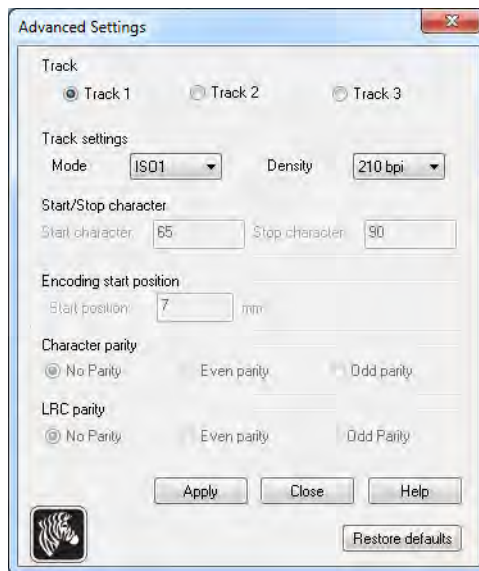 Advanced Settings
Track
Track 1 Track 2 Track 3
Track settings
Mode ISO1 Density 210 bpi
Start/Stop character
Start character: 65 Stop character: 90
Encoding start position
Start position: 7 mm
Character parity
No Parity Even parity Odd parity
LRC parity
No Parity Even parity Odd Parity
Apply Close Help
Restore defaults